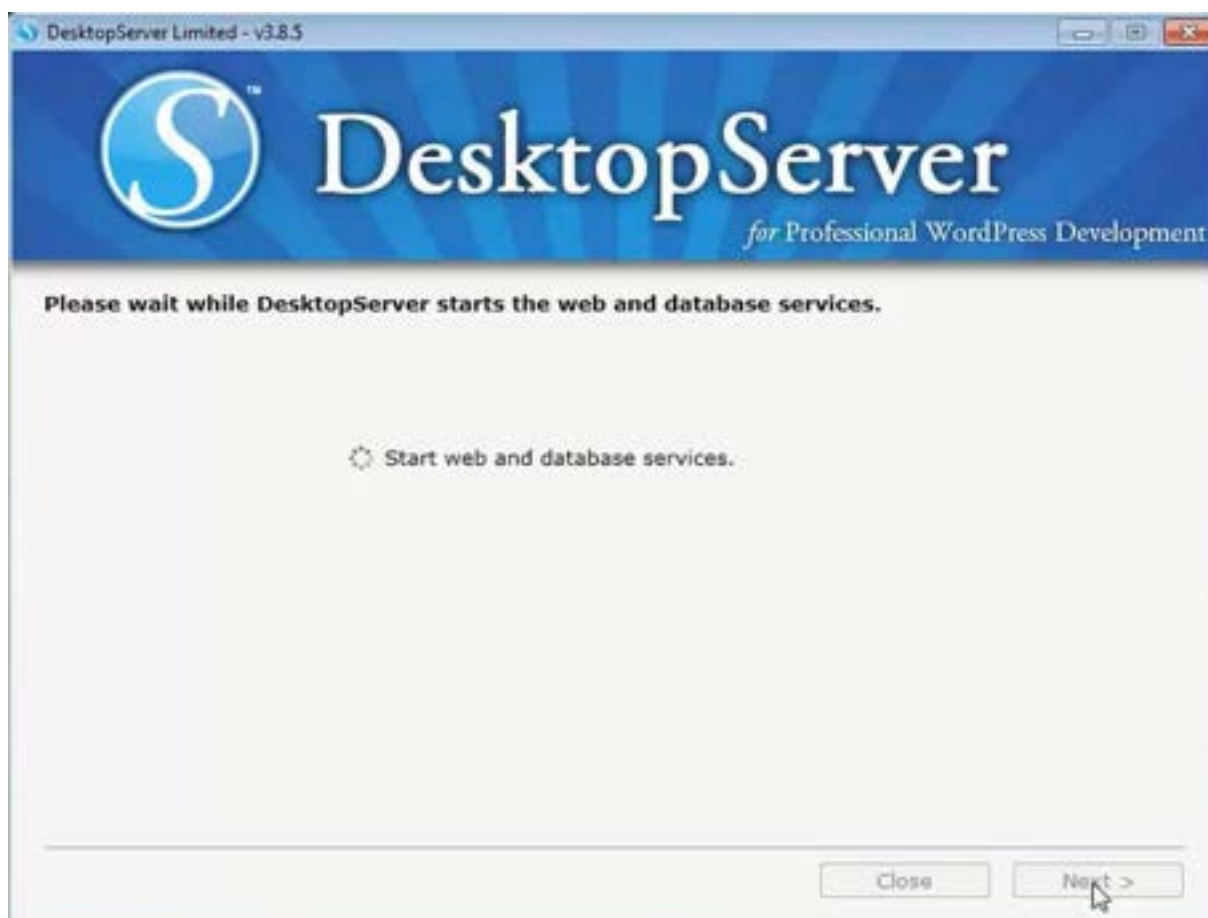 DesktopServer Limited - v3.8.5
S™
DesktopServer
for Professional WordPress Development
Please wait while DesktopServer starts the web and database services.
Start web and database services.
Close
Next >